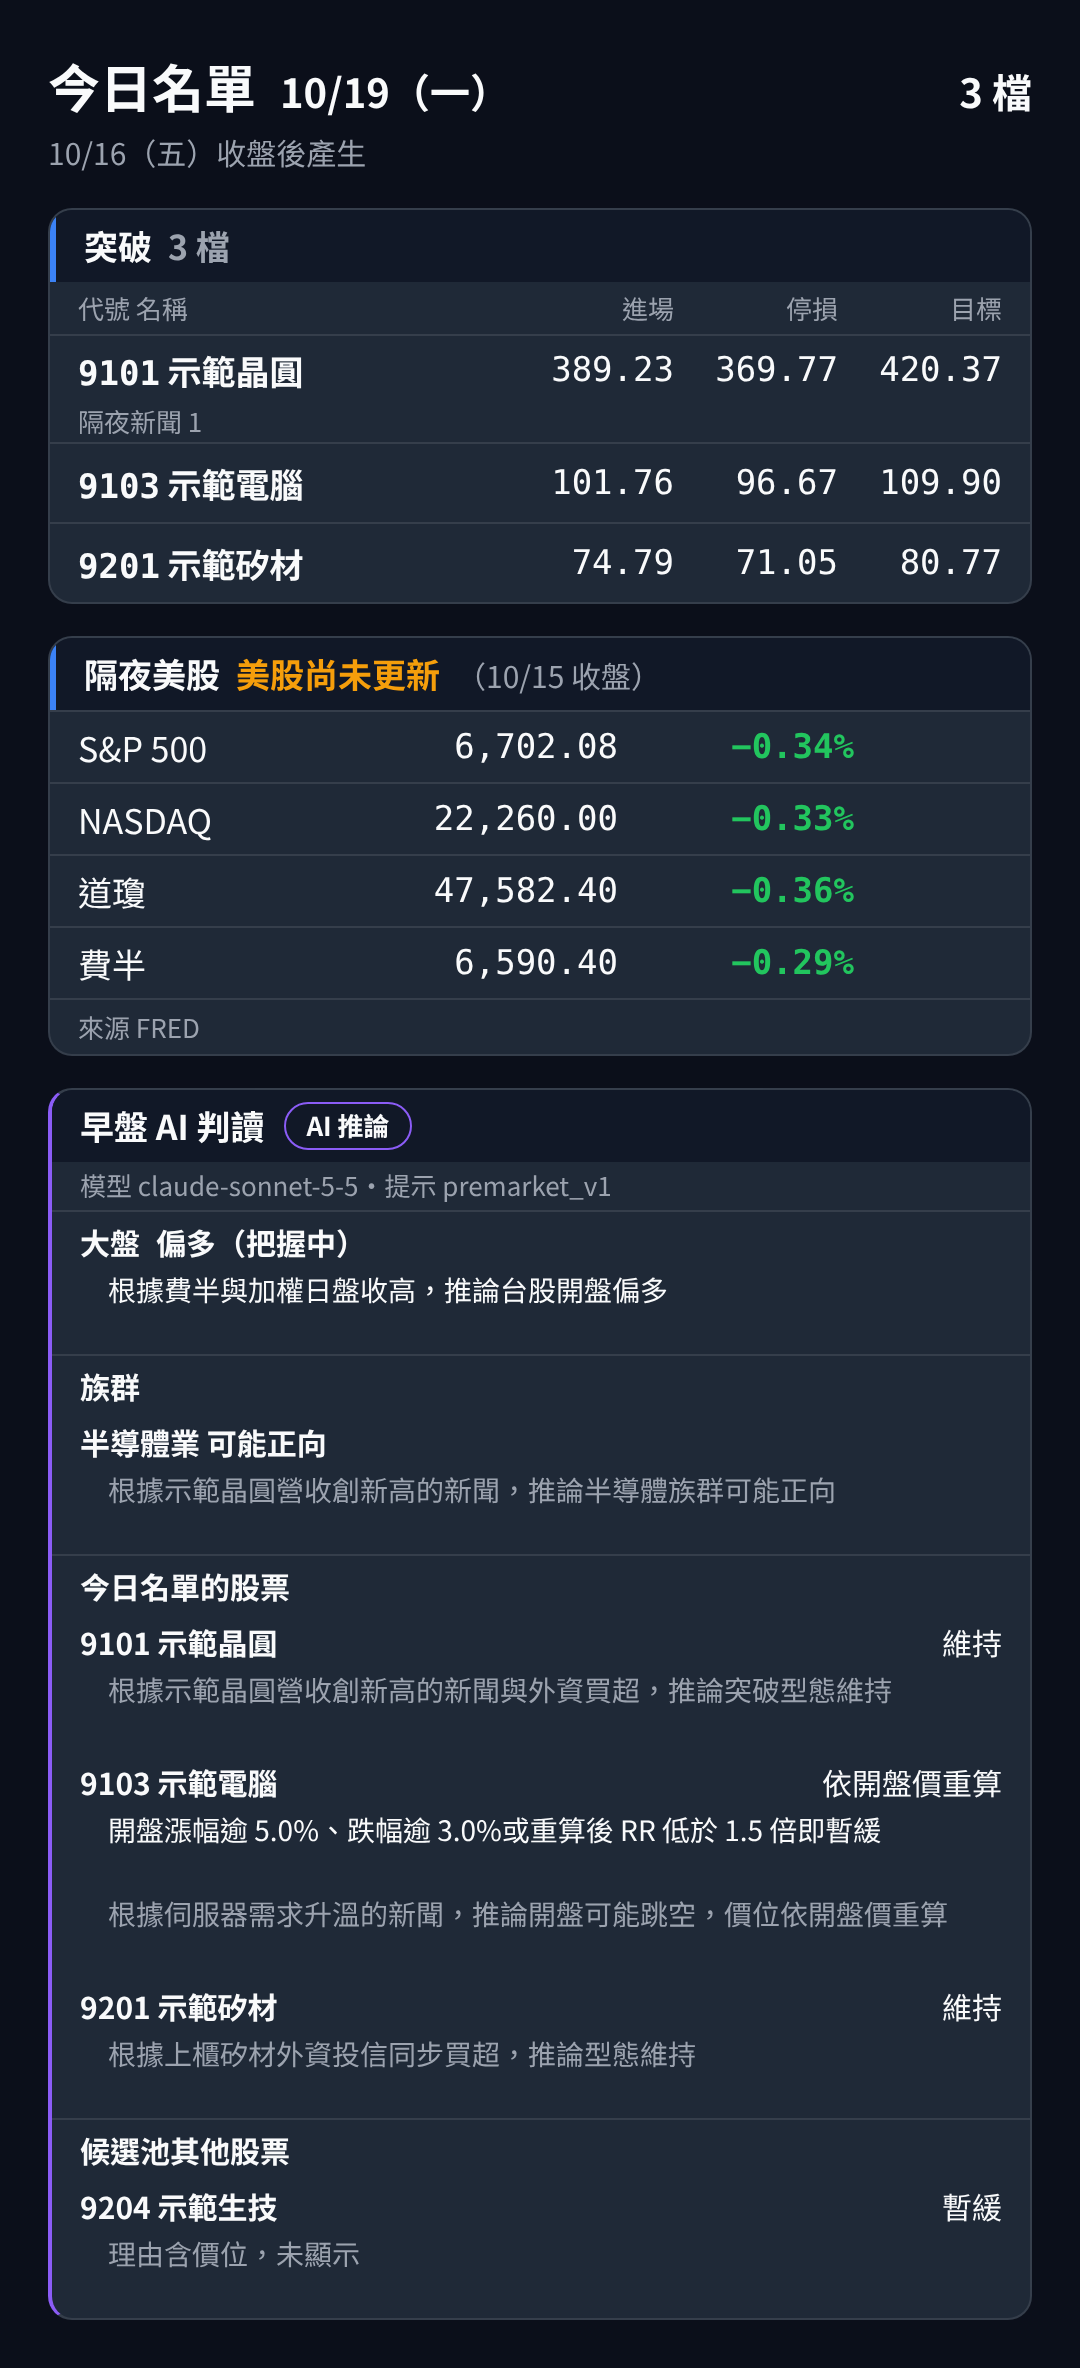 今日名單 10/19（一） 3 檔
10/16（五）收盤後產生
突破 3 檔
代號 名稱 進場 停損 目標
9101 示範晶圓 389.23 369.77 420.37
隔夜新聞 1
9103 示範電腦 101.76 96.67 109.90
9201 示範矽材 74.79 71.05 80.77
隔夜美股 美股尚未更新 （10/15 收盤）
S&P 500 6,702.08 −0.34%
NASDAQ 22,260.00 −0.33%
道瓊 47,582.40 −0.36%
費半 6,590.40 −0.29%
來源 FRED
早盤 AI 判讀 AI 推論
模型 claude-sonnet-5-5・提示 premarket_v1
大盤 偏多（把握中）
根據費半與加權日盤收高，推論台股開盤偏多
族群
半導體業 可能正向
根據示範晶圓營收創新高的新聞，推論半導體族群可能正向
今日名單的股票
9101 示範晶圓 維持
根據示範晶圓營收創新高的新聞與外資買超，推論突破型態維持
9103 示範電腦 依開盤價重算
開盤漲幅逾 5.0%、跌幅逾 3.0%或重算後 RR 低於 1.5 倍即暫緩
根據伺服器需求升溫的新聞，推論開盤可能跳空，價位依開盤價重算
9201 示範矽材 維持
根據上櫃矽材外資投信同步買超，推論型態維持
候選池其他股票
9204 示範生技 暫緩
理由含價位，未顯示